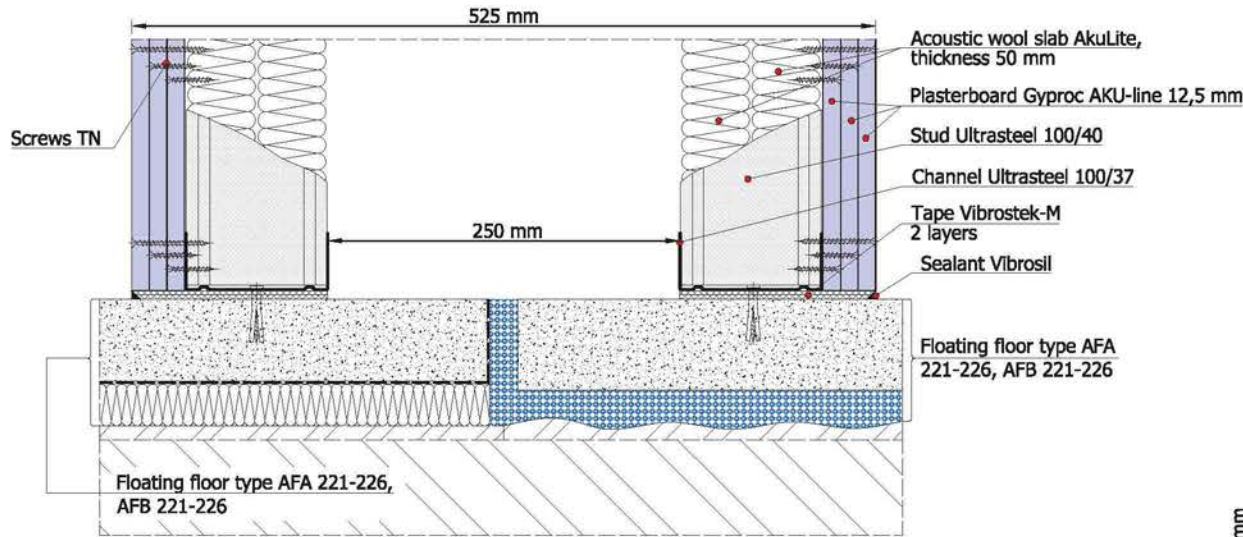 525 mm
Acoustic wool slab AkuLite,
thickness 50 mm
Plasterboard Gyproc AKU-line 12,5 mm
Screws TN
Stud Ultrasteel 100/40
Channel Ultrasteel 100/37
Tape Vibrostek-M
2 layers
250 mm
Sealant Vibrosil
Floating floor type AFA
221-226, AFB 221-226
Floating floor type AFA 221-226,
AFB 221-226
mm